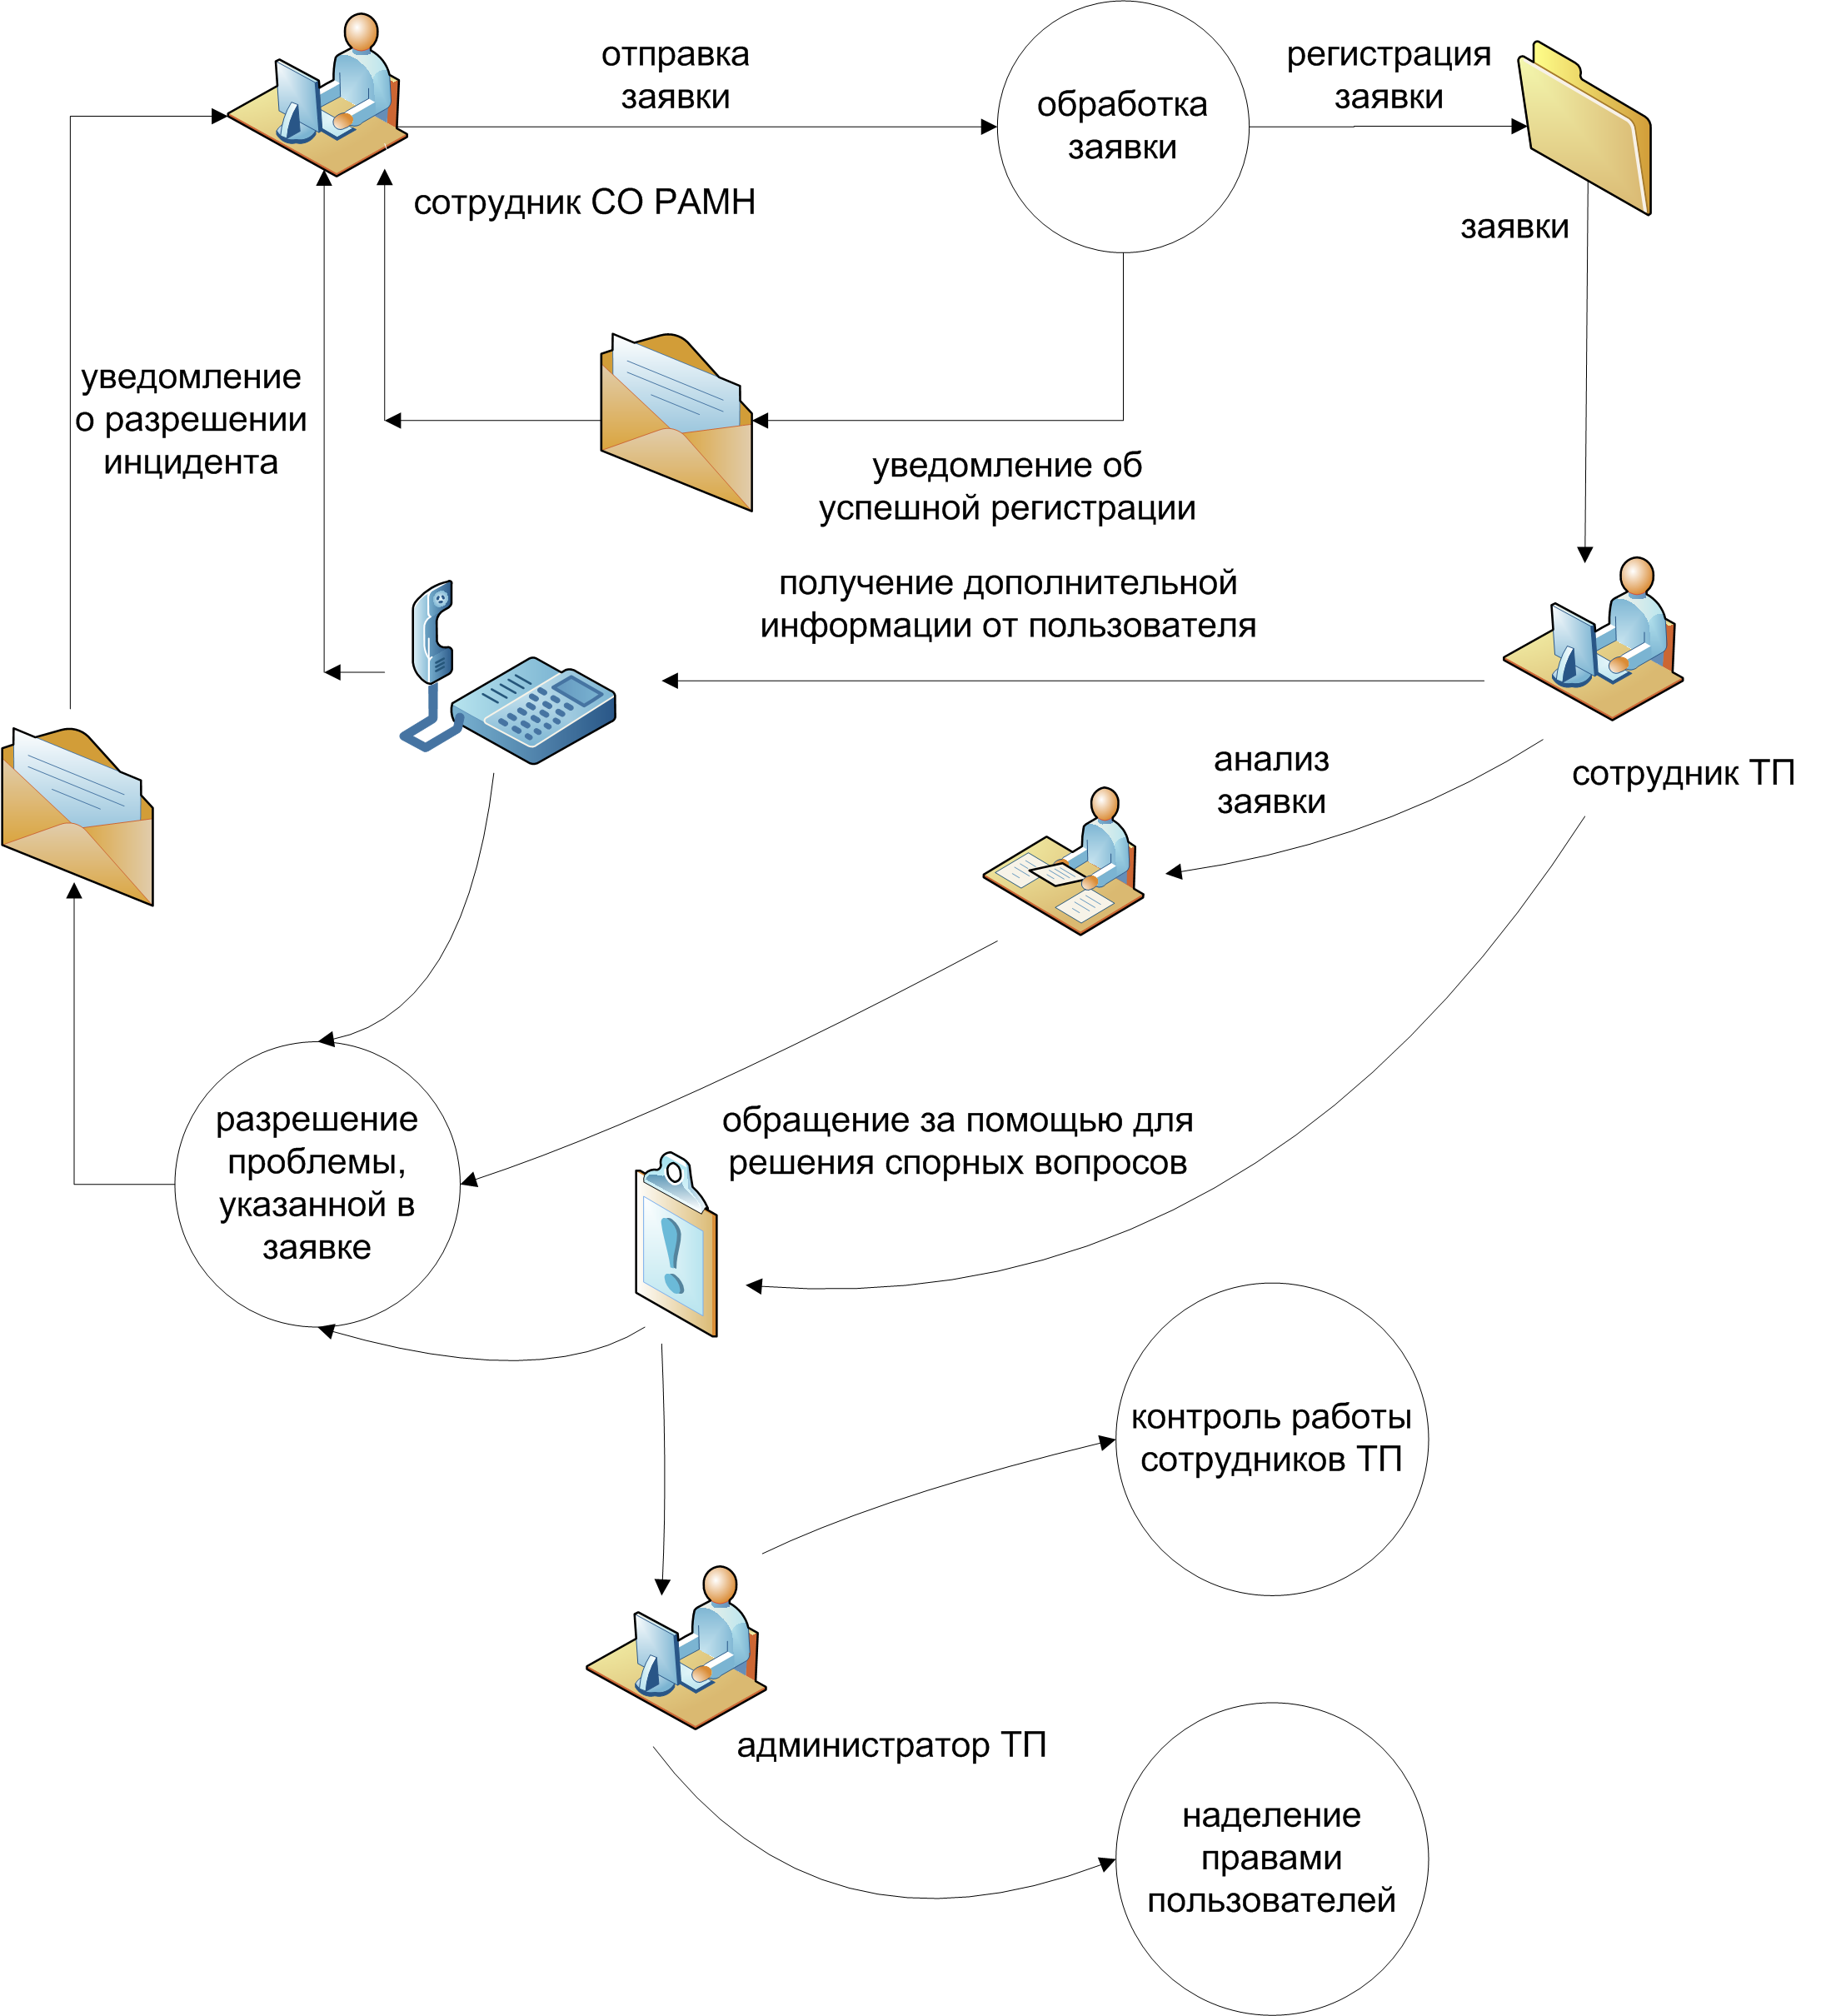 отправка
заявки
обработка
заявки
регистрация
заявки
сотрудник СО РАМН
заявки
уведомление
о разрешении
инцидента
уведомление об
успешной регистрации
получение дополнительной
информации от пользователя
анализ
заявки
сотрудник ТП
разрешение
проблемы,
указанной в
заявке
обращение за помощью для
решения спорных вопросов
контроль работы
сотрудников ТП
администратор ТП
наделение
правами
пользователей